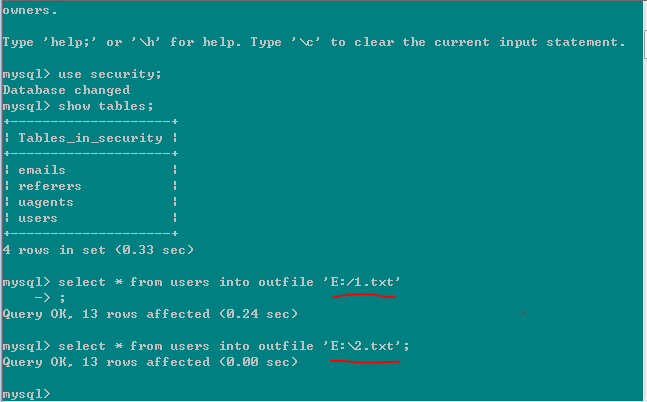 owners.
Type 'help;' or '\h' for help. Type '\c' to clear the current input statement.
mysql> use security;
Database changed
mysql> show tables;
+--------------------+
| Tables_in_security |
+--------------------+
| emails             |
| referers           |
| uagents            |
| users              |
+--------------------+
4 rows in set (0.33 sec)
mysql> select * from users into outfile 'E:/1.txt'
    -> ;
Query OK, 13 rows affected (0.24 sec)
mysql> select * from users into outfile 'E:\2.txt';
Query OK, 13 rows affected (0.00 sec)
mysql>